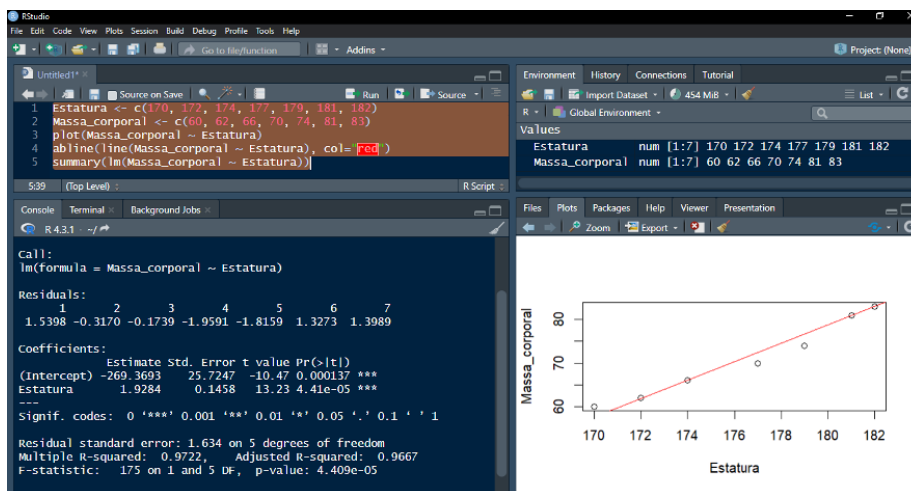 RStudio
File Edit Code View Plots Session Build Debug Profile Tools Help
Go to file/function Addins Project: (None)
Untitled1*
Source on Save Run Source
1 Estatura <- c(170, 172, 174, 177, 179, 181, 182)
2 Massa_corporal <- c(60, 62, 66, 70, 74, 81, 83)
3 plot(Massa_corporal ~ Estatura)
4 abline(line(Massa_corporal ~ Estatura), col="red")
5 summary(lm(Massa_corporal ~ Estatura))
5:39 (Top Level) R Script
Console Terminal Background Jobs
R 4.3.1 · ~/
Call:
lm(formula = Massa_corporal ~ Estatura)
Residuals:
1 2 3 4 5 6 7
1.5398 -0.3170 -0.1739 -1.9591 -1.8159 1.3273 1.3989
Coefficients:
Estimate Std. Error t value Pr(>|t|)
(Intercept) -269.3693 25.7247 -10.47 0.000137 ***
Estatura 1.9284 0.1458 13.23 4.41e-05 ***
---
Signif. codes: 0 ‘***’ 0.001 ‘**’ 0.01 ‘*’ 0.05 ‘.’ 0.1 ‘ ’ 1
Residual standard error: 1.634 on 5 degrees of freedom
Multiple R-squared: 0.9722, Adjusted R-squared: 0.9667
F-statistic: 175 on 1 and 5 DF, p-value: 4.409e-05
Environment History Connections Tutorial
Import Dataset 454 MiB List
R Global Environment
Values
Estatura num [1:7] 170 172 174 177 179 181 182
Massa_corporal num [1:7] 60 62 66 70 74 81 83
Files Plots Packages Help Viewer Presentation
Zoom Export
Massa_corporal
80
70
60
170 172 174 176 178 180 182
Estatura